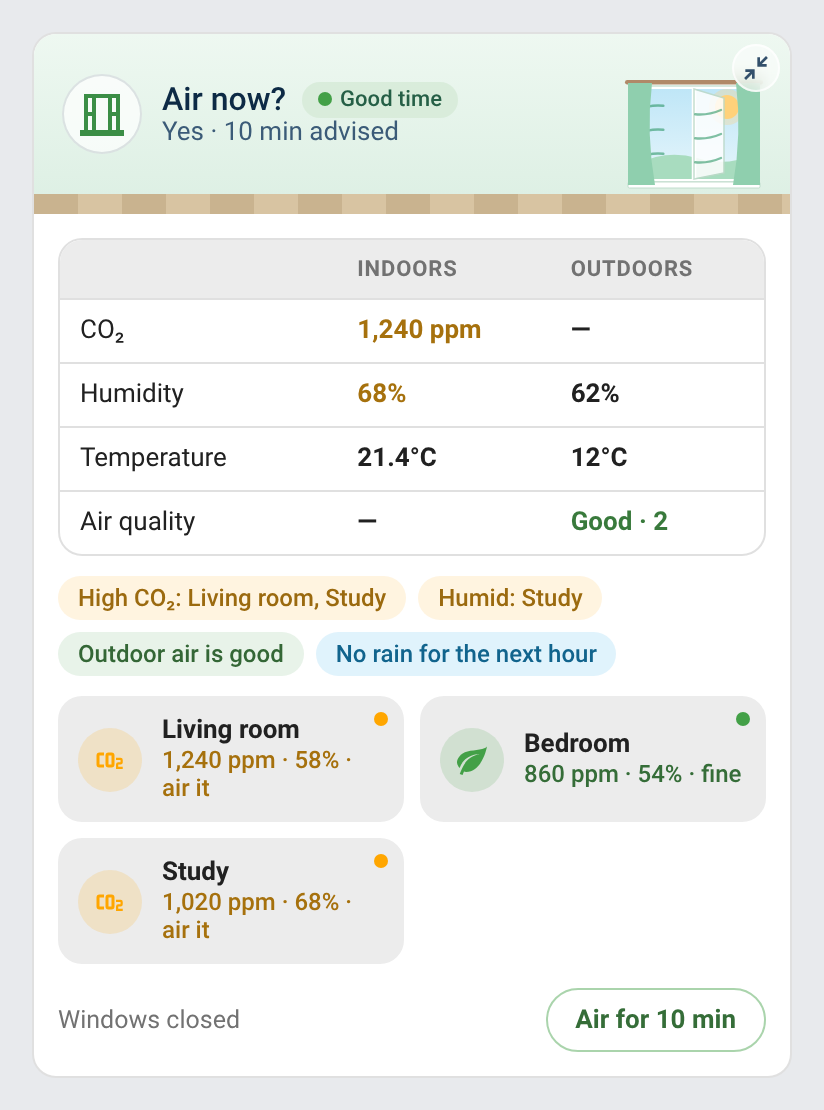 Air now? Good time
Yes · 10 min advised
INDOORS OUTDOORS
CO₂ 1,240 ppm –
Humidity 68% 62%
Temperature 21.4°C 12°C
Air quality – Good · 2
High CO₂: Living room, Study Humid: Study
Outdoor air is good No rain for the next hour
CO2 Living room
1,240 ppm · 58% ·
air it
Bedroom
860 ppm · 54% · fine
CO2 Study
1,020 ppm · 68% ·
air it
Windows closed Air for 10 min